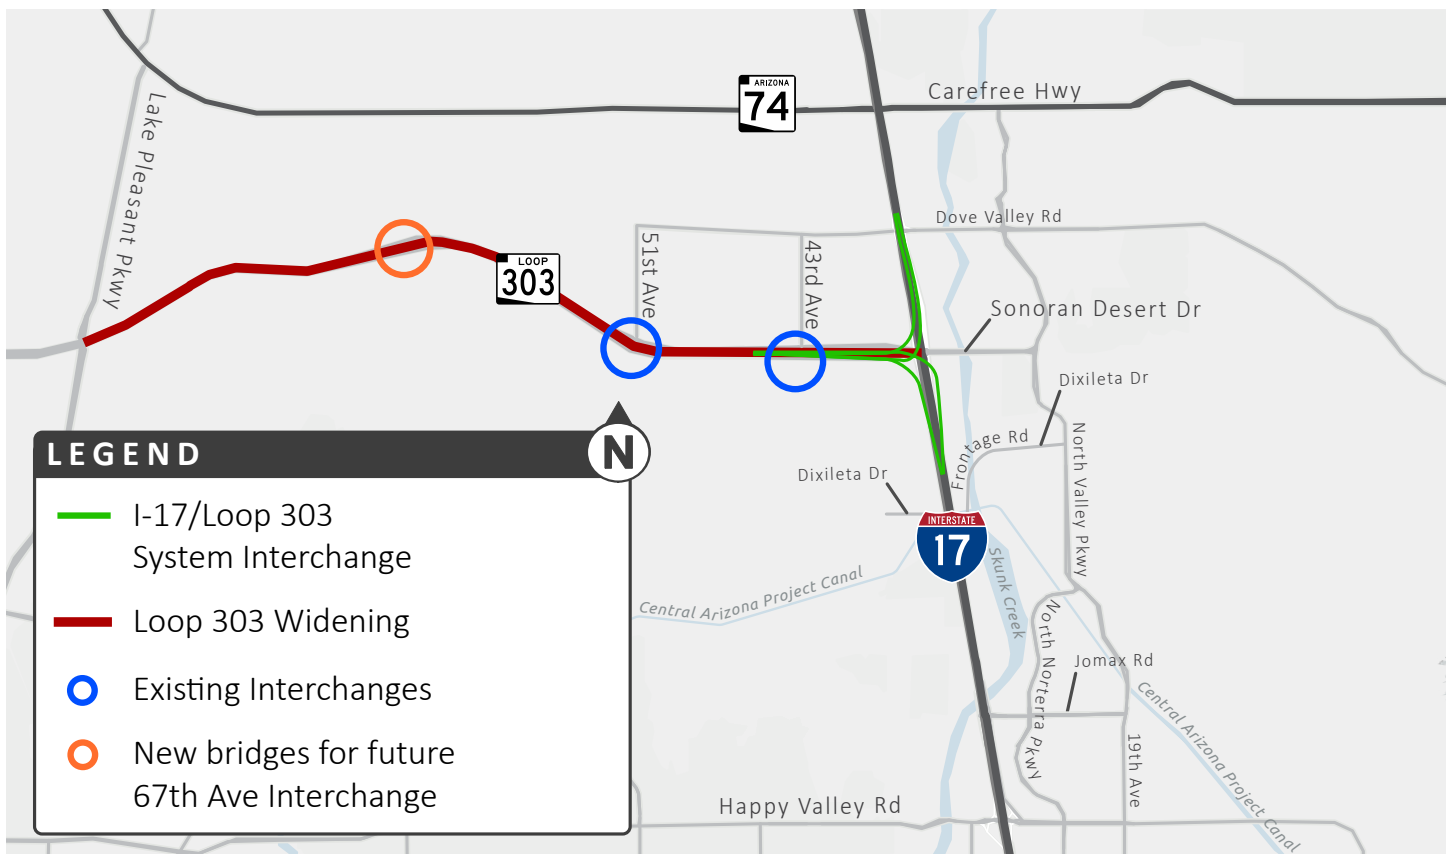 ARIZONA
74
Carefree Hwy
Lake Pleasant Pkwy
Dove Valley Rd
51st Ave
43rd Ave
LOOP
303
Sonoran Desert Dr
Dixileta Dr
Frontage Rd
North Valley Pkwy
Dixileta Dr
INTERSTATE
17
Skunk Creek
Central Arizona Project Canal
North Norterra Pkwy
Jomax Rd
Central Arizona Project Canal
19th Ave
Happy Valley Rd
N
LEGEND
I-17/Loop 303
System Interchange
Loop 303 Widening
Existing Interchanges
New bridges for future
67th Ave Interchange